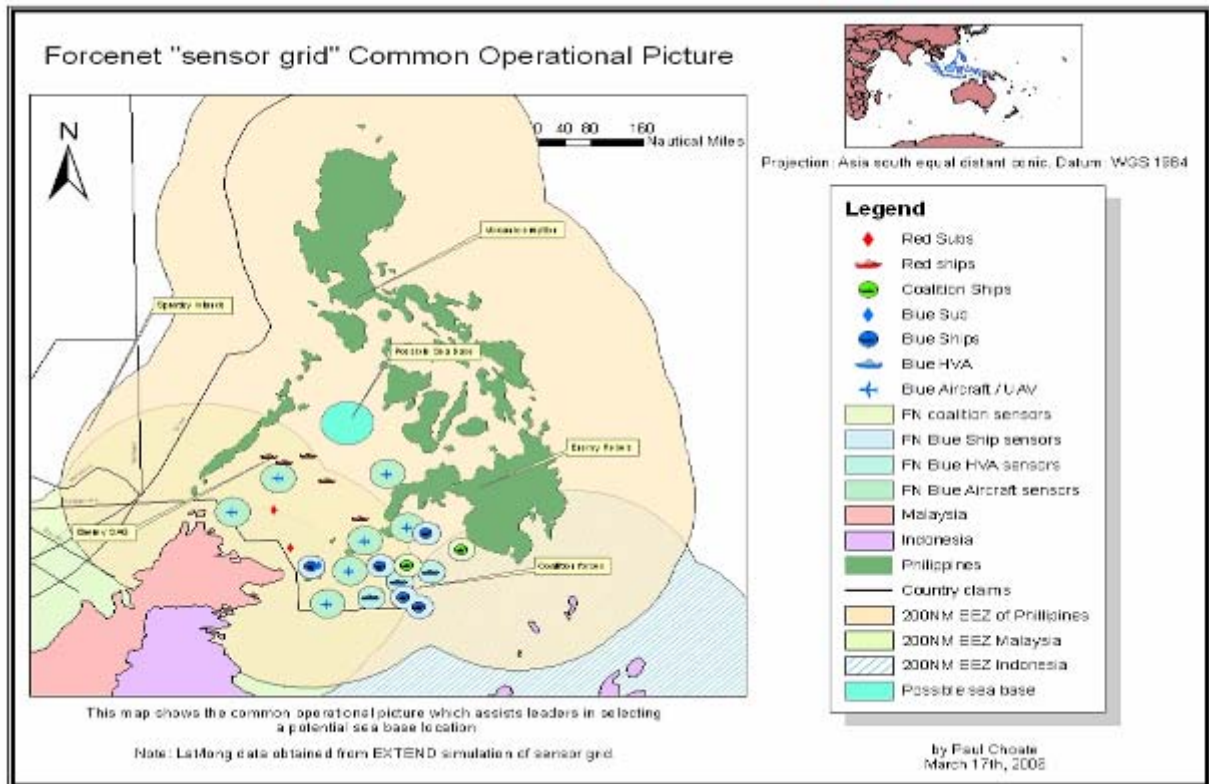 Forcenet "sensor grid" Common Operational Picture
N
40 80 160
Nautical Miles
Possible sea base
Enemy Rebels
Coalition forces
This map shows the common operational picture which assists leaders in selecting
a potential sea base location
Note: Lat/long data obtained from EXTEND simulation of sensor grid.
Projection: Asia south equal distant conic, Datum: WGS 1984
Legend
Red Subs
Red ships
Coalition Ships
Blue Sub
Blue Ships
Blue HVA
Blue Aircraft / UAV
FN coalition sensors
FN Blue Ship sensors
FN Blue HVA sensors
FN Blue Aircraft sensors
Malaysia
Indonesia
Philippines
Country claims
200NM EEZ of Phillipines
200NM EEZ Malaysia
200NM EEZ Indonesia
Possible sea base
by Paul Choate
March 17th,